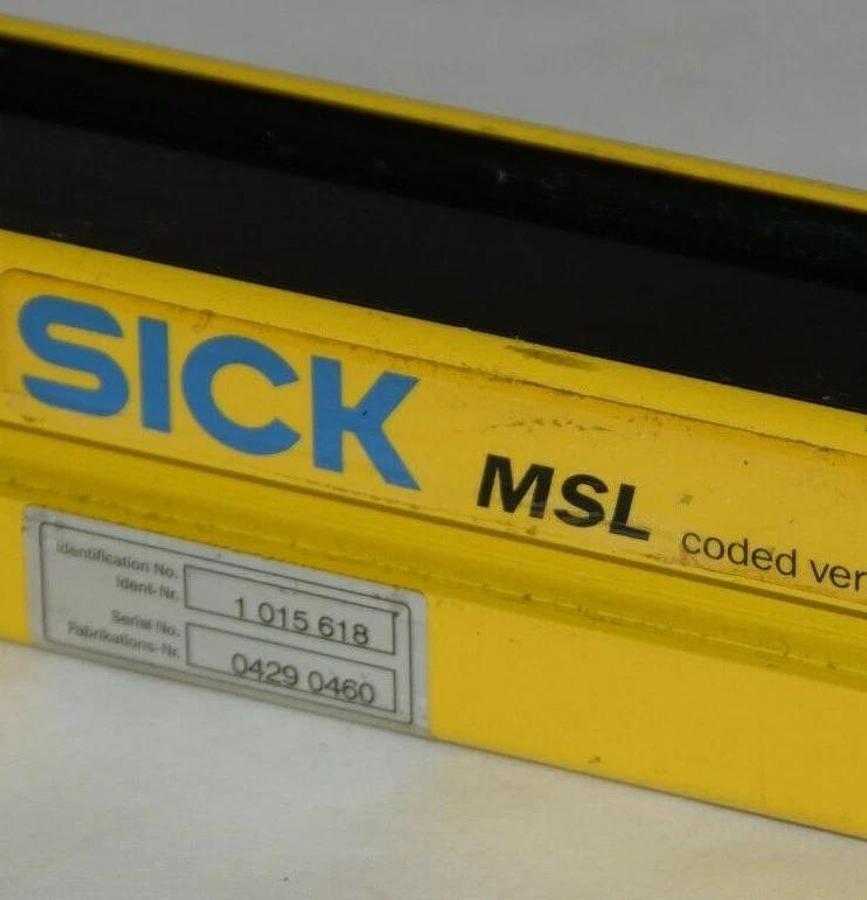 SICK MSL coded ver
Identification No.
Ident-Nr. 1 015 618
Serial No.
Fabrikations-Nr. 0429 0460